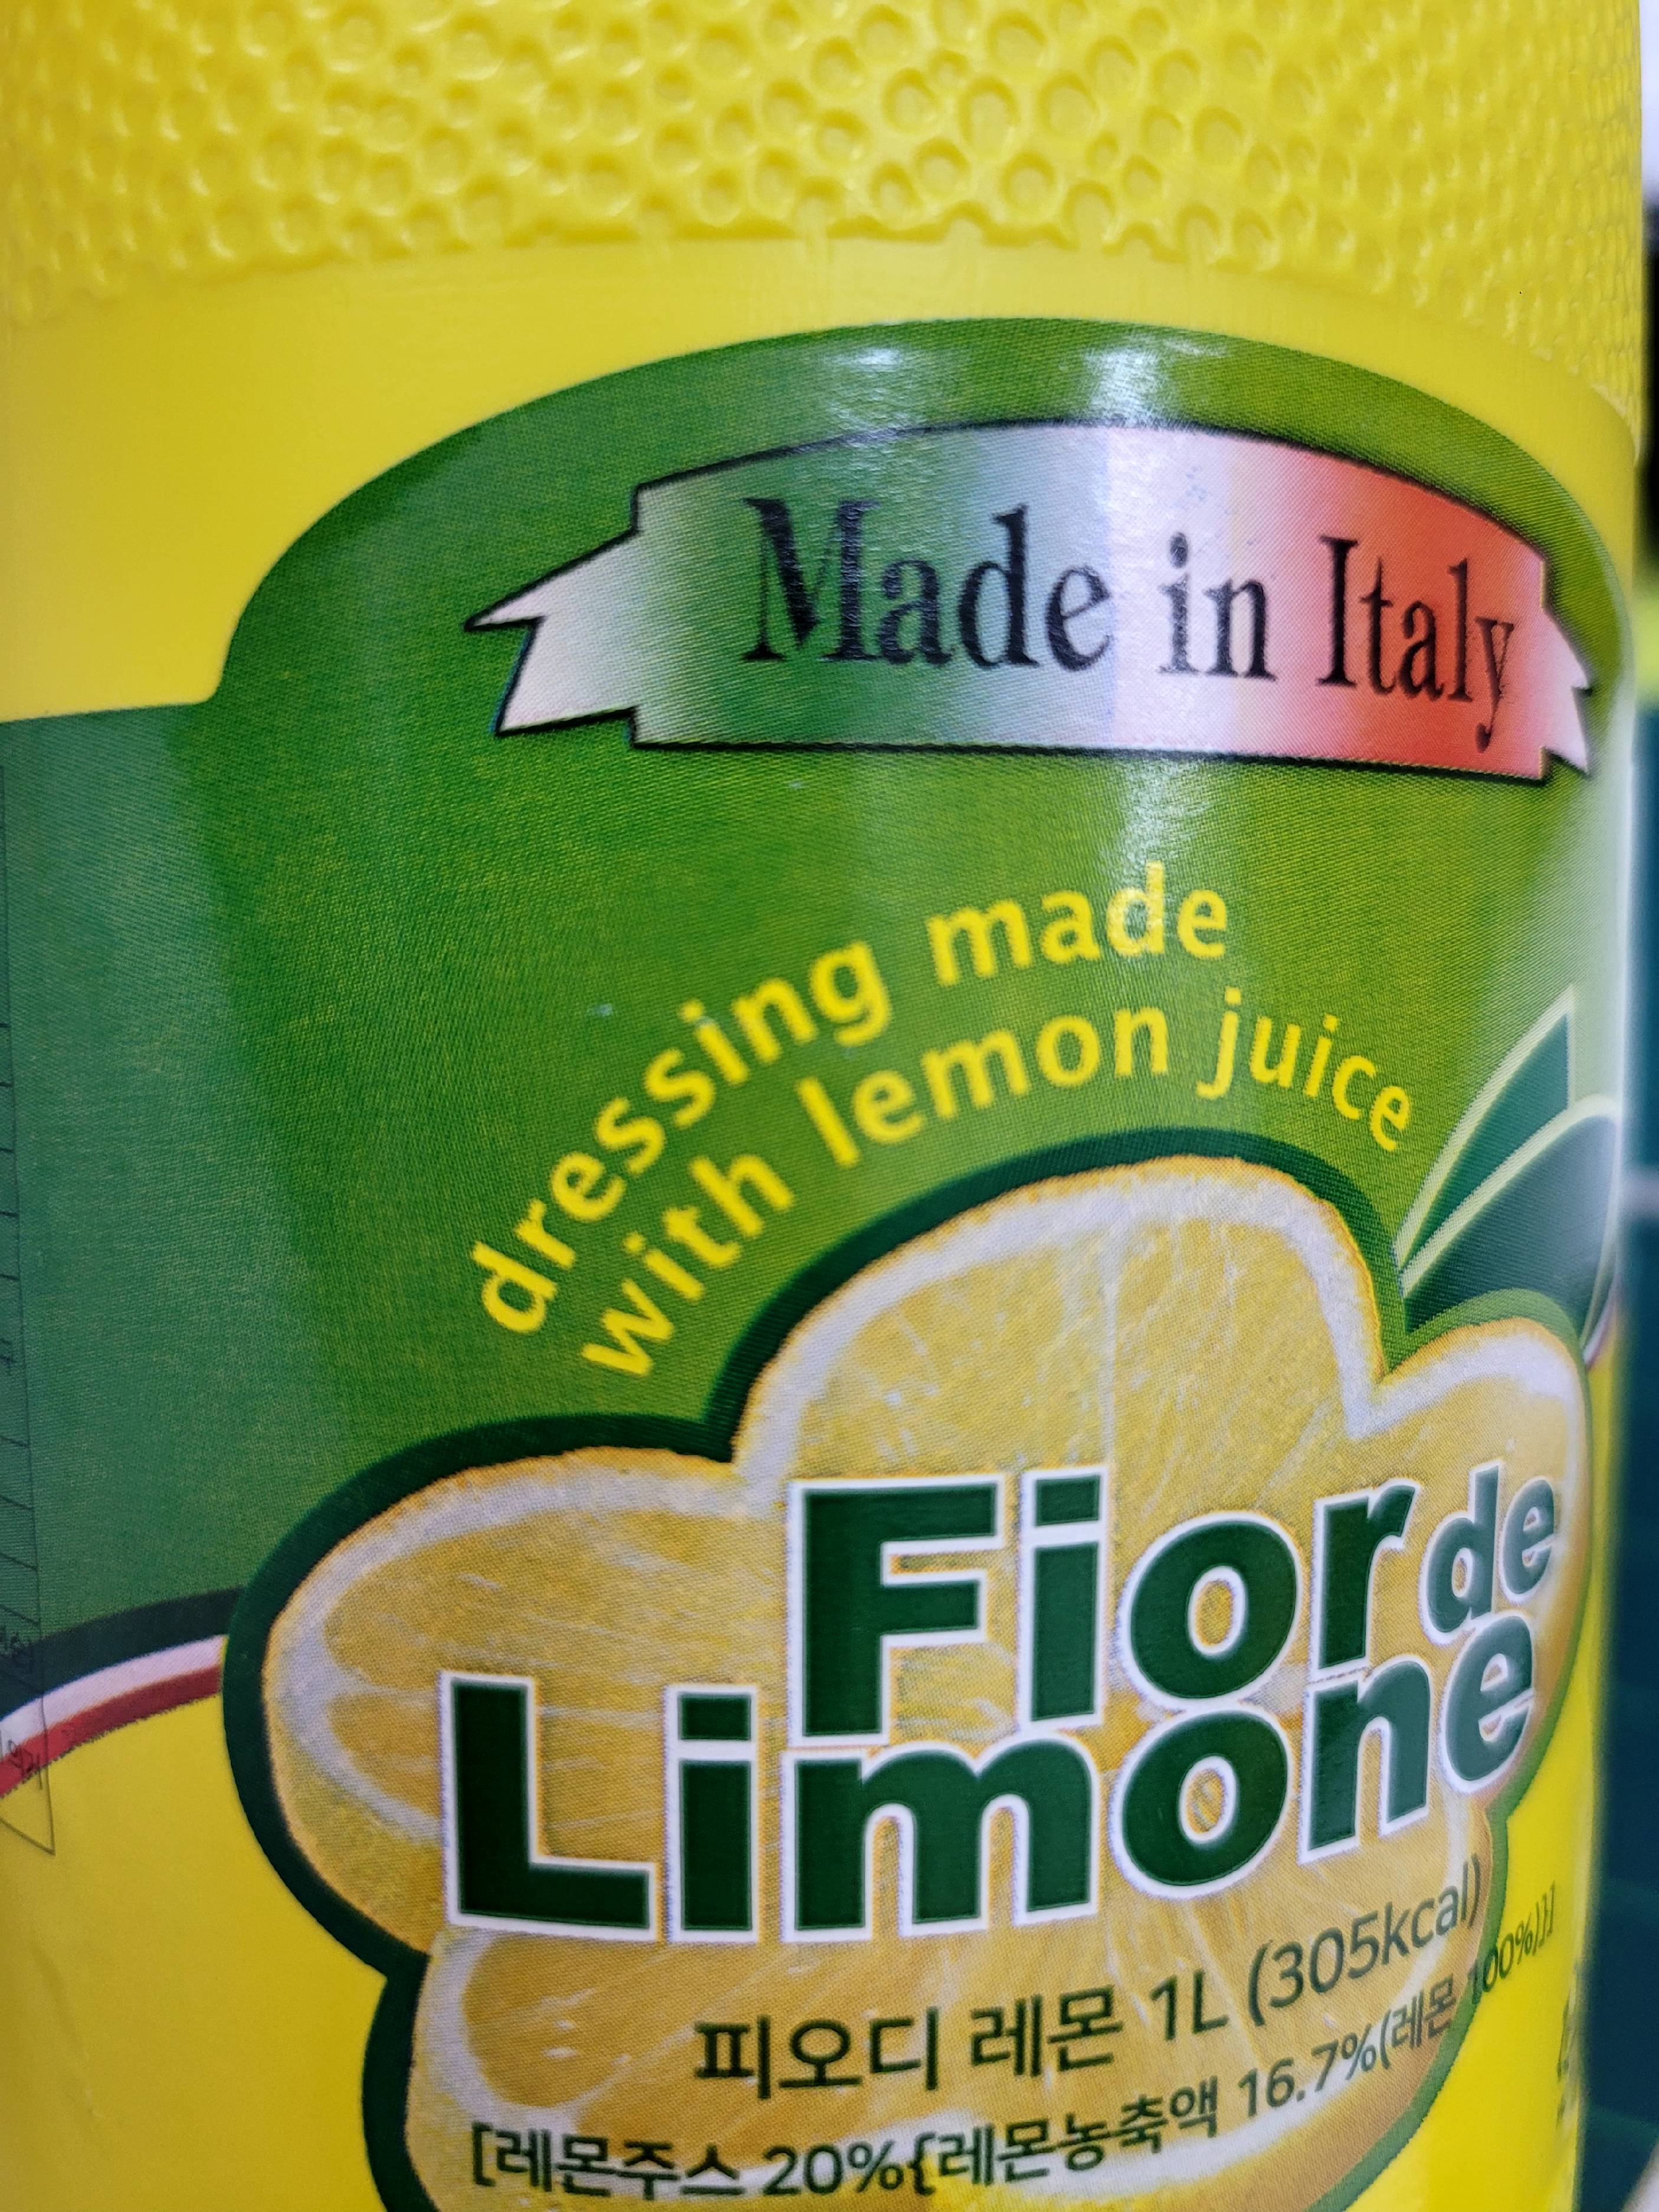 Made in Italy
dressing made
with lemon juice
Fior de
Limone
피오디 레몬 1L (305kcal)
[레몬주스 20%{레몬농축액 16.7%(레몬 100%)}]